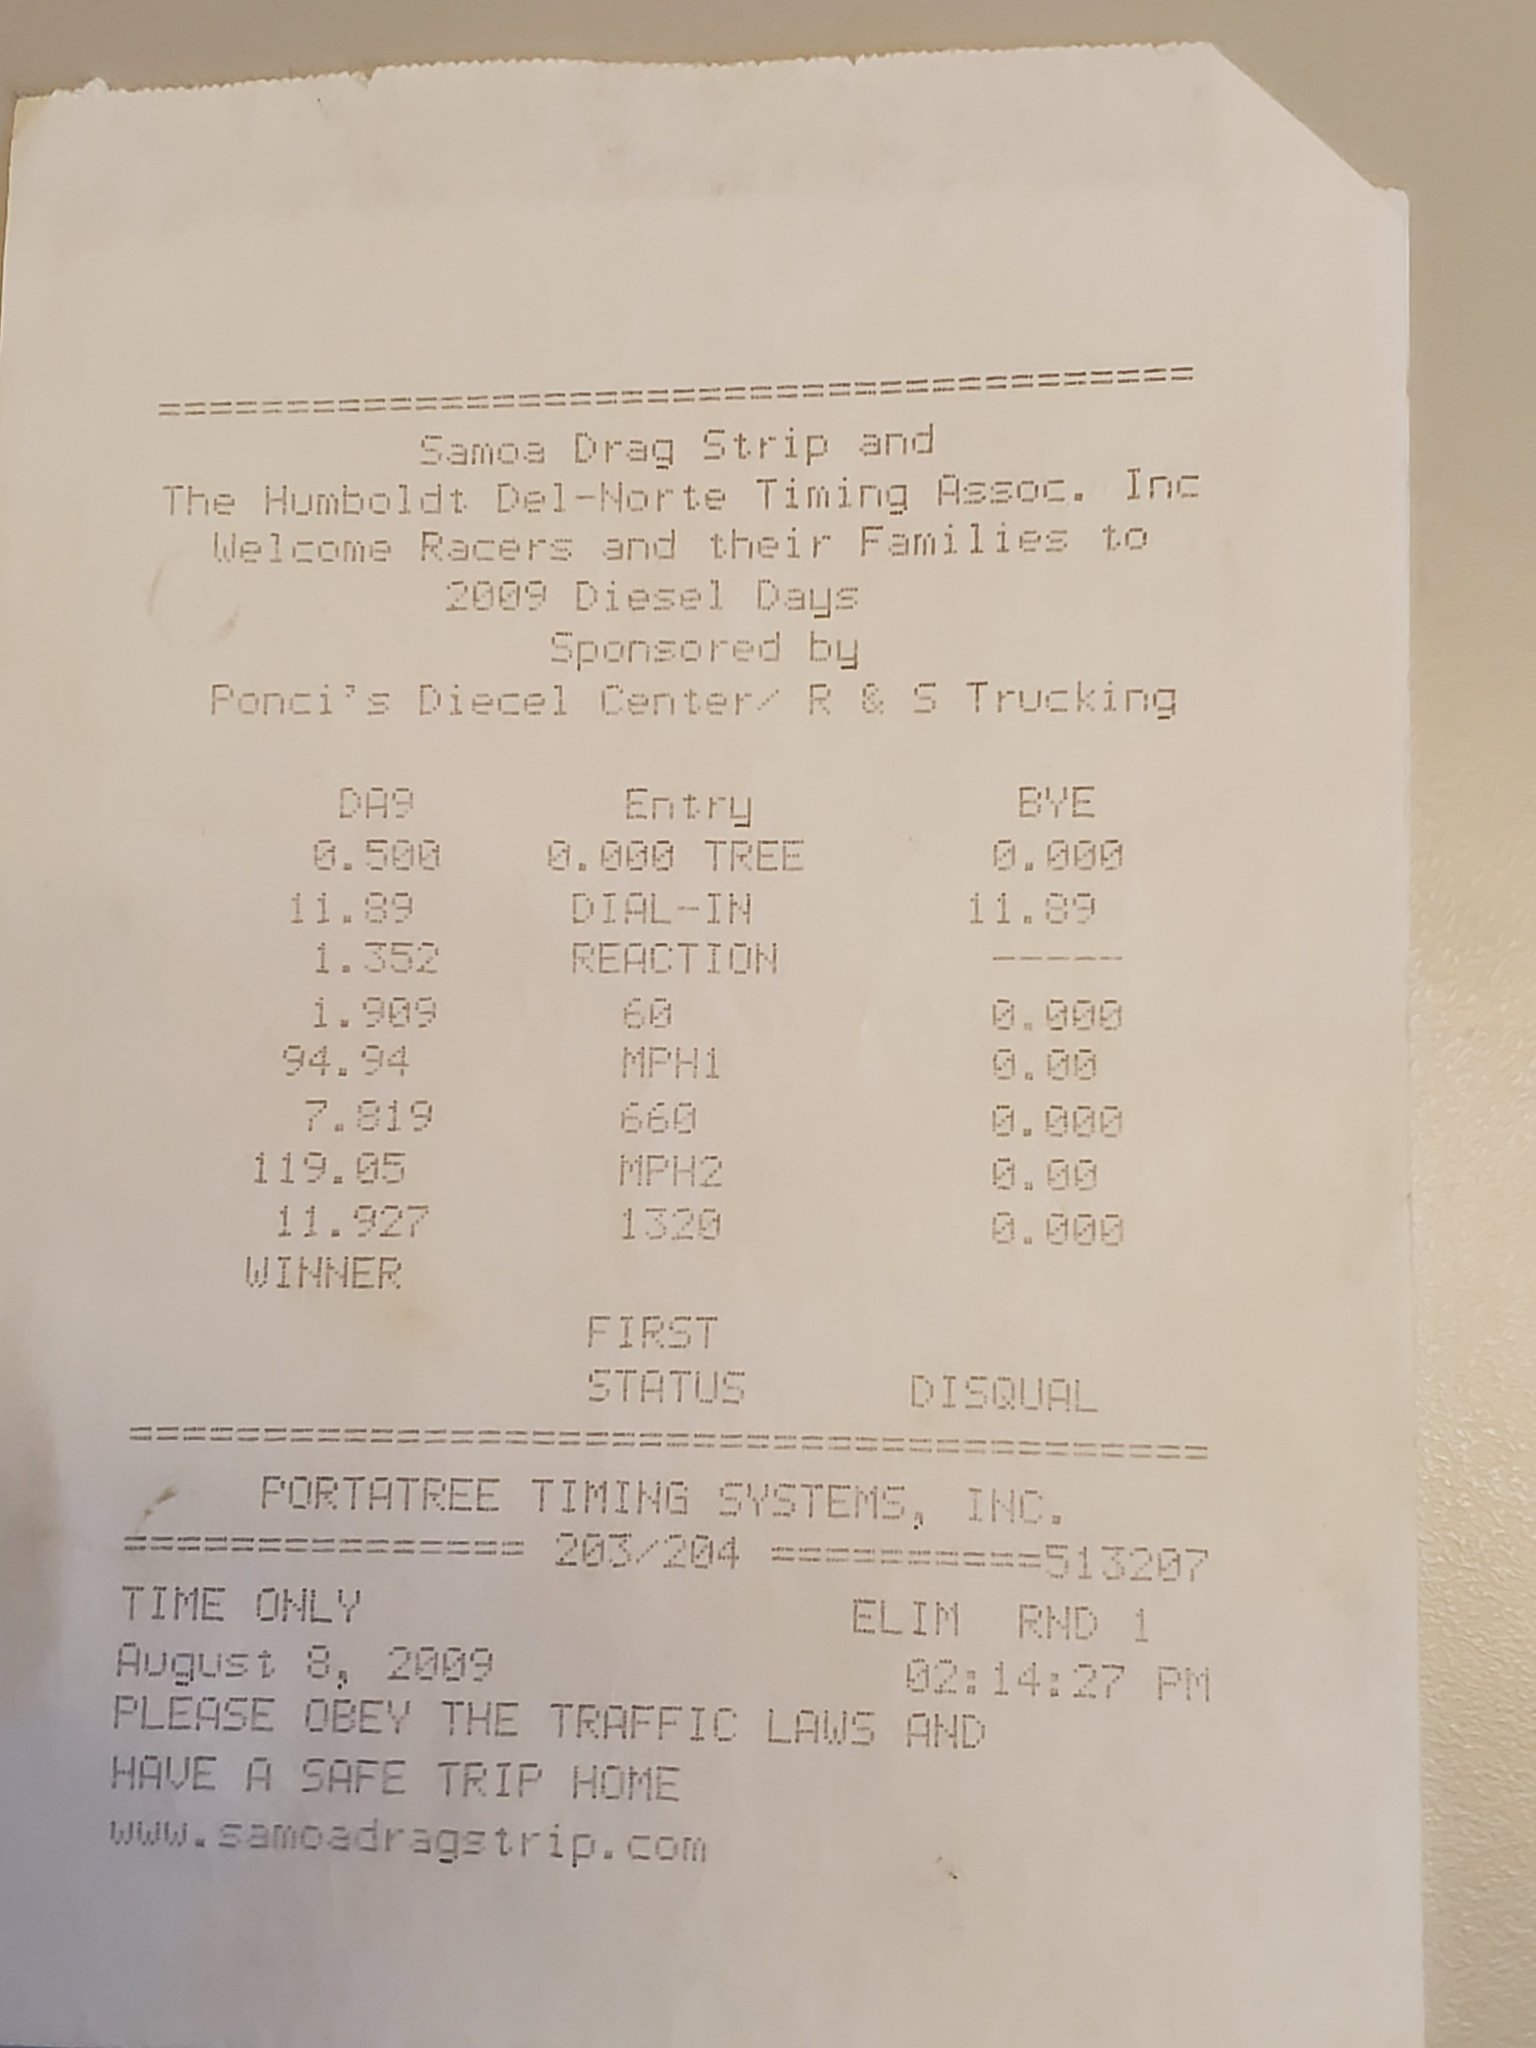 ========================================
Samoa Drag Strip and
The Humboldt Del-Norte Timing Assoc. Inc
Welcome Racers and their Families to
2009 Diesel Days
Sponsored by
Ponci's Diecel Center/ R & S Trucking
DA9 Entry BYE
0.500 0.000 TREE 0.000
11.89 DIAL-IN 11.89
1.352 REACTION -----
1.909 60 0.000
94.94 MPH1 0.00
7.819 660 0.000
119.05 MPH2 0.00
11.927 1320 0.000
WINNER
FIRST
STATUS DISQUAL
========================================
PORTATREE TIMING SYSTEMS, INC.
=============== 203/204 ==========513207
TIME ONLY ELIM RND 1
August 8, 2009 02:14:27 PM
PLEASE OBEY THE TRAFFIC LAWS AND
HAVE A SAFE TRIP HOME
www.samoadragstrip.com